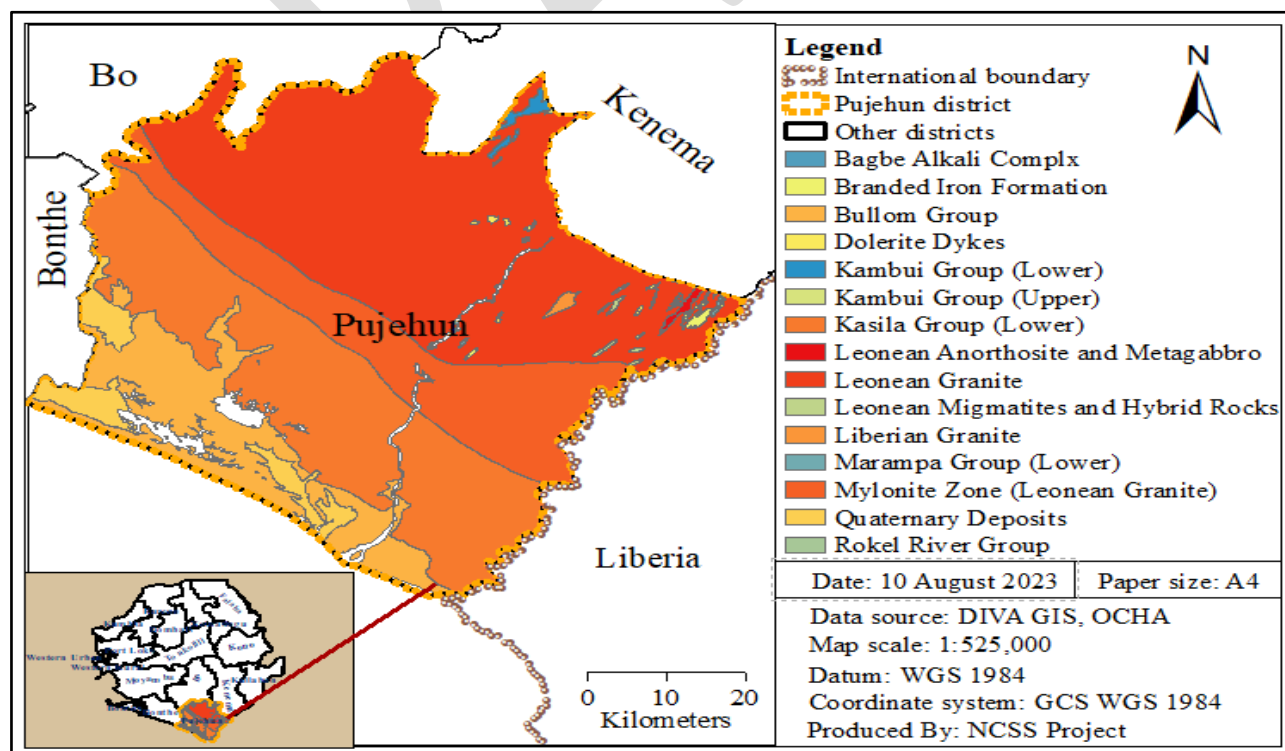 Bo
Kenema
Bonthe
Pujehun
Liberia
0 10 20
Kilometers
Legend
International boundary
Pujehun district
Other districts
Bagbe Alkali Complx
Branded Iron Formation
Bullom Group
Dolerite Dykes
Kambui Group (Lower)
Kambui Group (Upper)
Kasila Group (Lower)
Leonean Anorthosite and Metagabbro
Leonean Granite
Leonean Migmatites and Hybrid Rocks
Liberian Granite
Marampa Group (Lower)
Mylonite Zone (Leonean Granite)
Quaternary Deposits
Rokel River Group
N
Date: 10 August 2023
Paper size: A4
Data source: DIVA GIS, OCHA
Map scale: 1:525,000
Datum: WGS 1984
Coordinate system: GCS WGS 1984
Produced By: NCSS Project
Kono